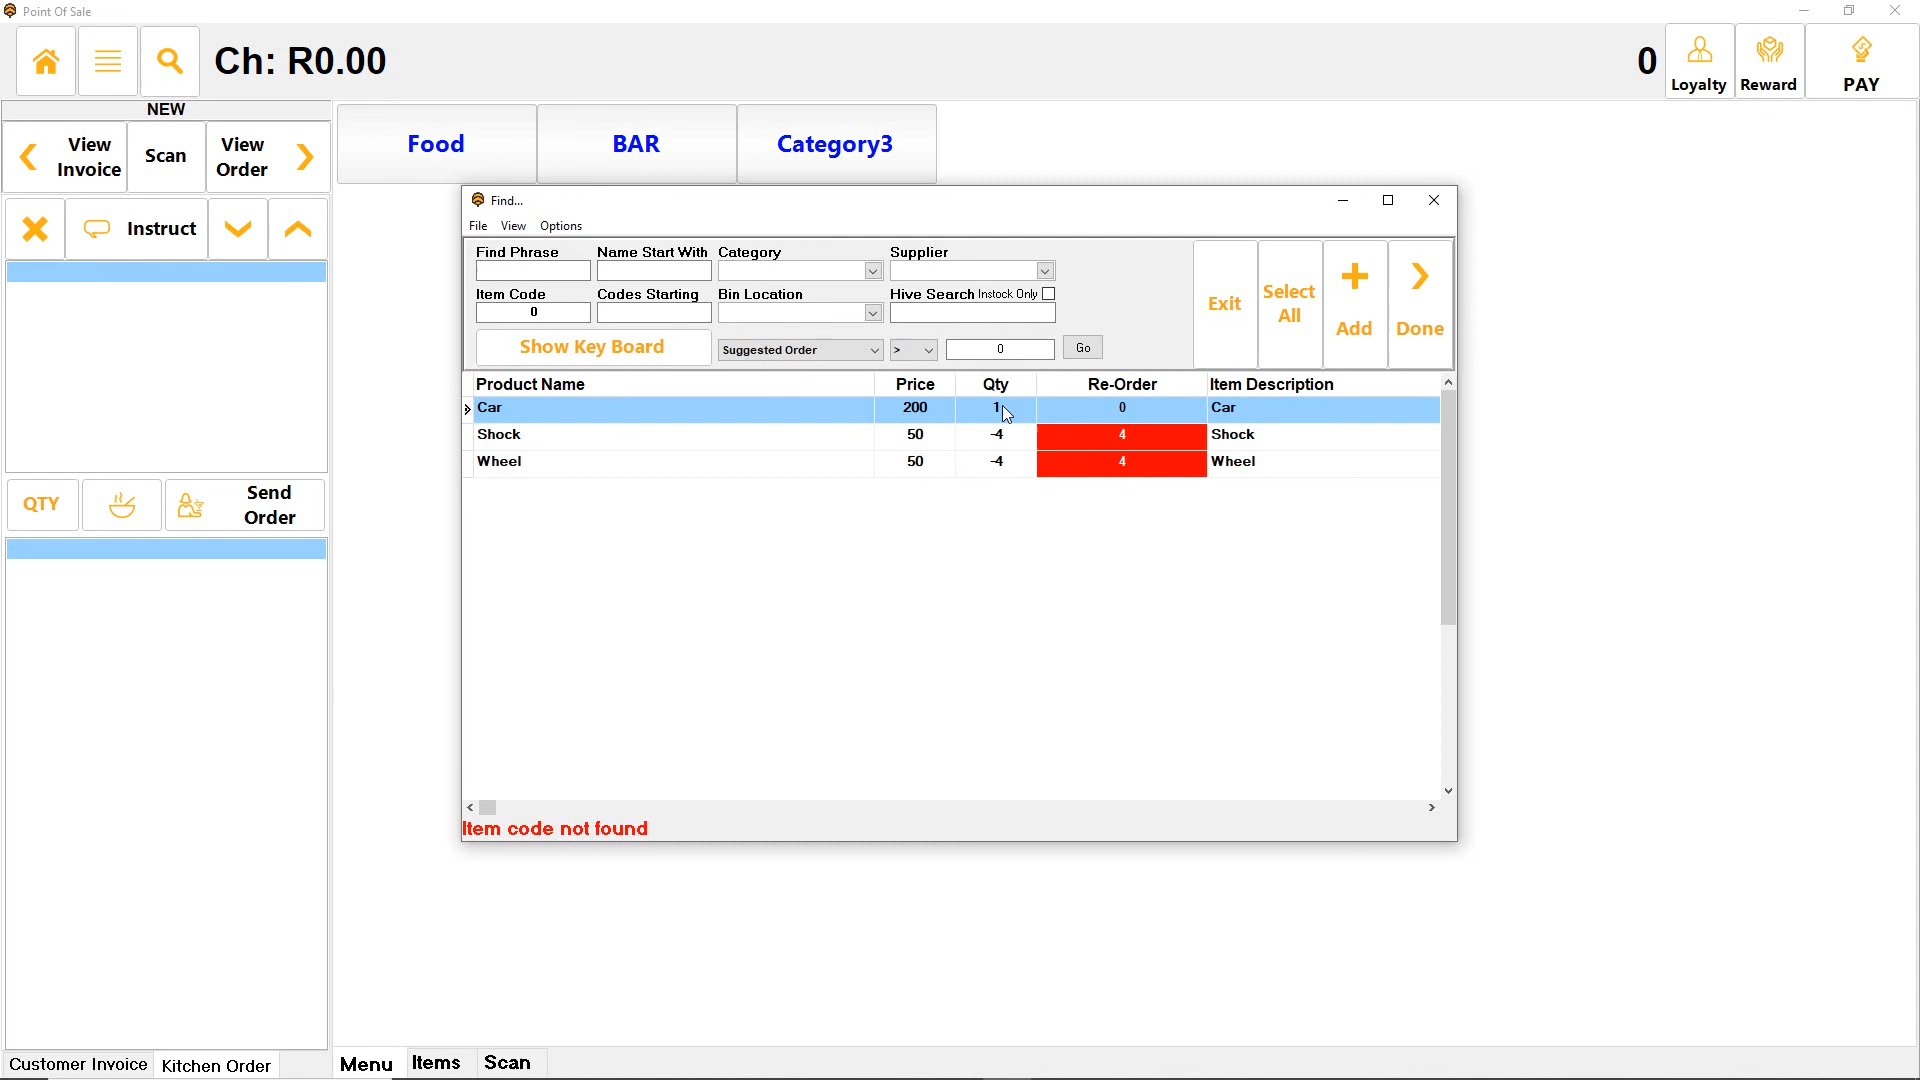 Point Of Sale
Ch: R0.00
0
Loyalty
Reward
PAY
NEW
View Invoice
Scan
View Order
Instruct
QTY
Send Order
Customer Invoice
Kitchen Order
Food
BAR
Category3
Find...
File View Options
Find Phrase Name Start With Category Supplier
Item Code Codes Starting Bin Location Hive Search Instock Only
0
Show Key Board
Suggested Order
>
0
Go
Exit
Select All
Add
Done
Product Name Price Qty Re-Order Item Description
Car 200 1 0 Car
Shock 50 -4 4 Shock
Wheel 50 -4 4 Wheel
Item code not found
Menu Items Scan